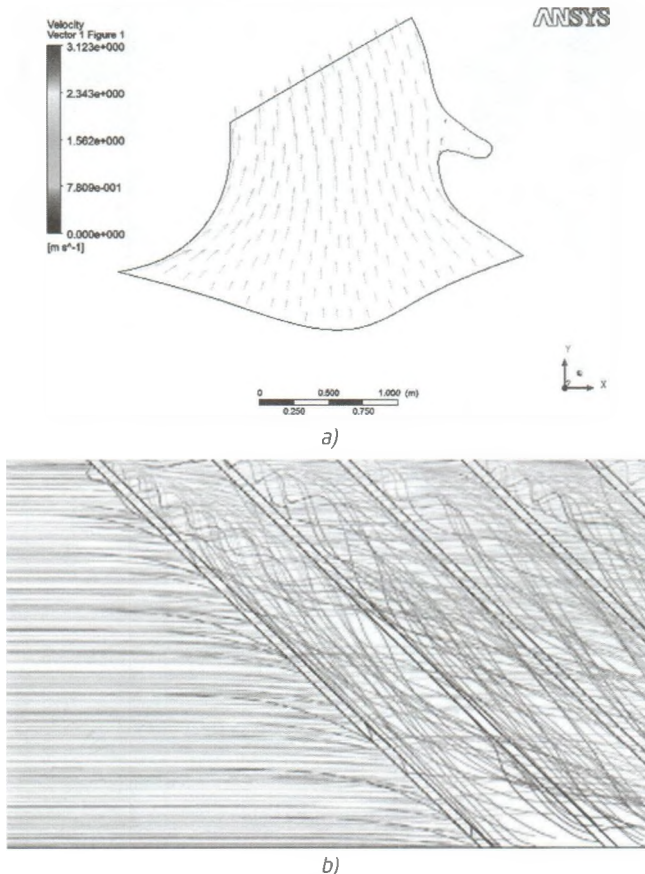 Velocity
Vector 1 Figure 1
3.123e+000
2.343e+000
1.562e+000
7.809e-001
0.000e+000
[m s^-1]
ANSYS
Y
Z
X
0
0.500
1.000
(m)
0.250
0.750
a)
b)